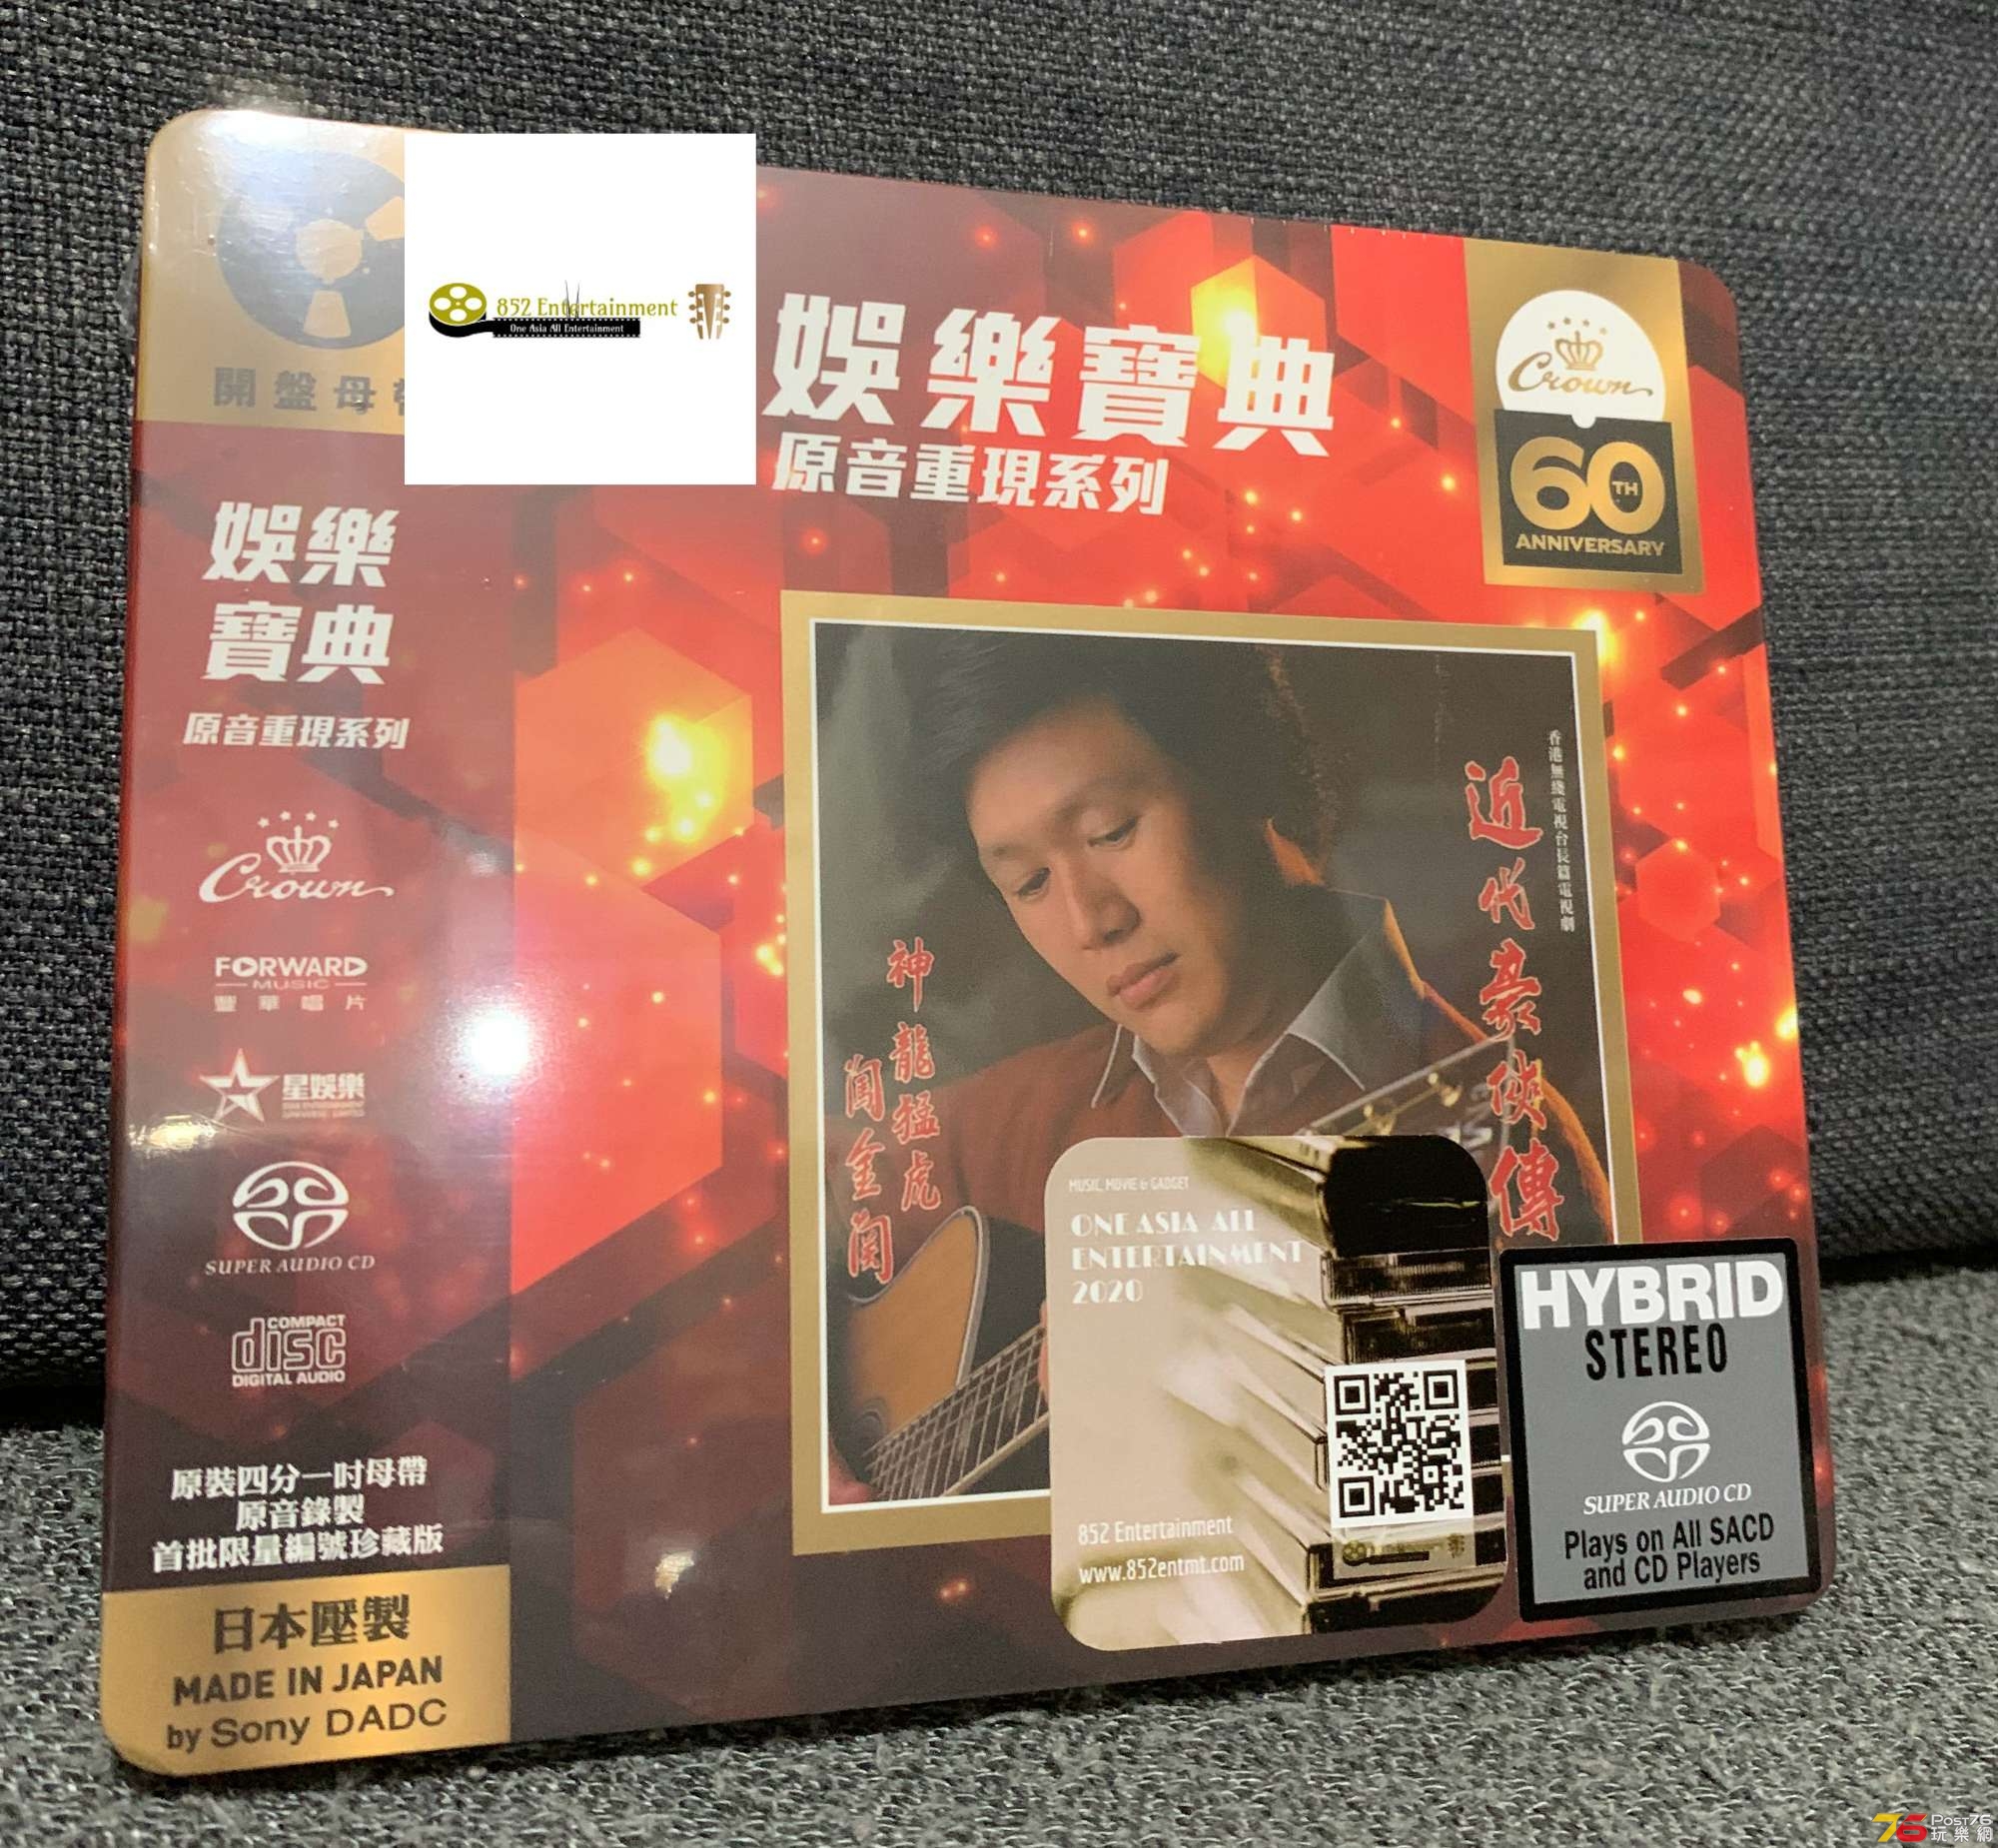 開盤母
852 Entertainment
One Asia All Entertainment
娛樂寶典
原音重現系列
Crown
60TH
ANNIVERSARY
娛樂
寶典
原音重現系列
Crown
FORWARD
MUSIC
豐華唱片
星娛樂
SUPER AUDIO CD
COMPACT
disc
DIGITAL AUDIO
原裝四分一吋母帶
原音錄製
首批限量編號珍藏版
日本壓製
MADE IN JAPAN
by Sony DADC
香港無綫電視台長篇電視劇
近代豪俠傳
神龍猛虎
闖金関
MUSIC, MOVIE & GADGET
ONE ASIA ALL
ENTERTAINMENT
2020
852 Entertainment
www.852entmt.com
HYBRID
STEREO
SUPER AUDIO CD
Plays on All SACD
and CD Players
76 POST76
玩樂網